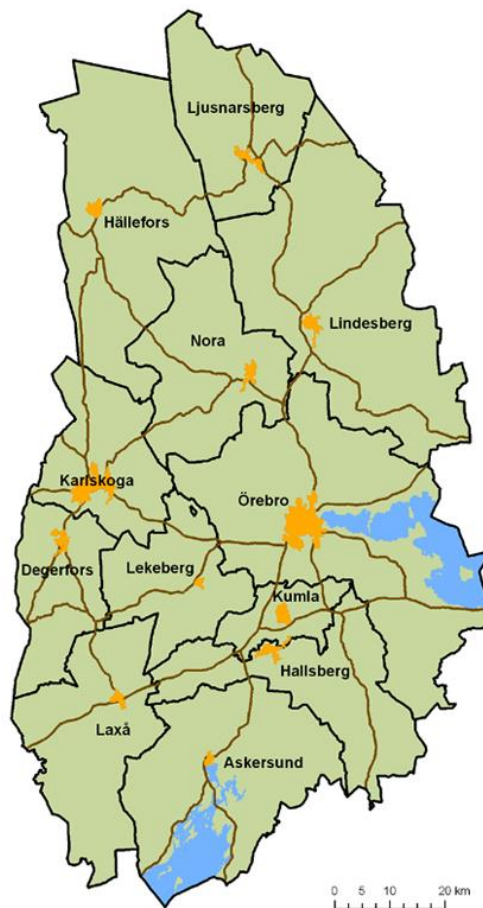 Ljusnarsberg
Hällefors
Lindesberg
Nora
Karlskoga
Örebro
Degerfors
Lekeberg
Kumla
Hallsberg
Laxå
Askersund
0 5 10 20 km